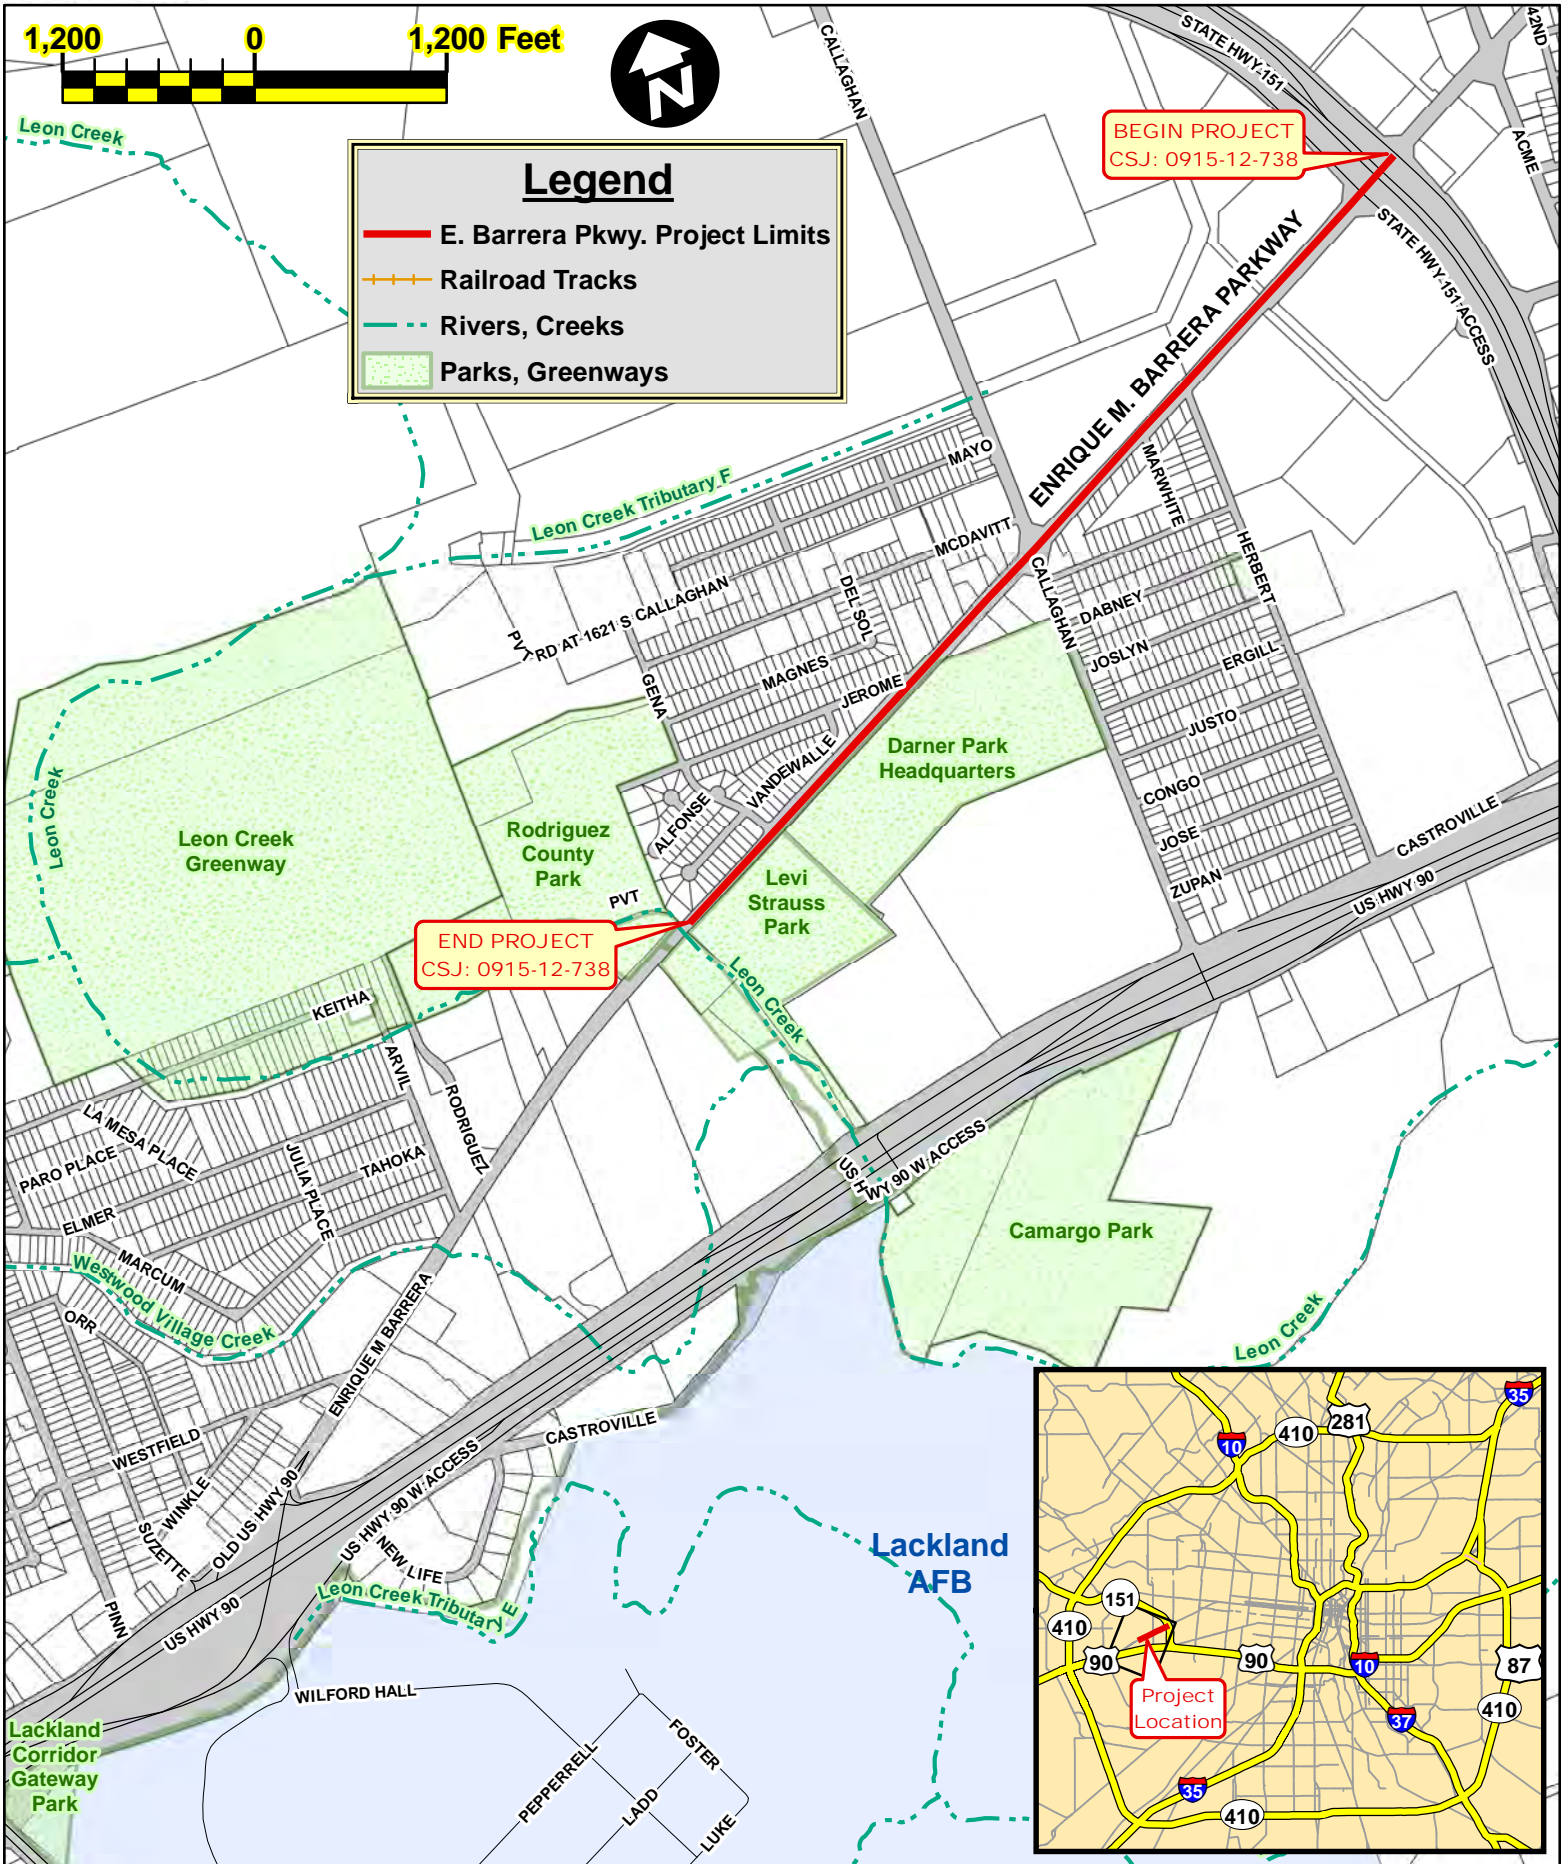 1,200 0 1,200 Feet
N
Legend
E. Barrera Pkwy. Project Limits
Railroad Tracks
Rivers, Creeks
Parks, Greenways
Leon Creek
CALLAGHAN
STATE HWY 151
42ND
ACME
BEGIN PROJECT
CSJ: 0915-12-738
STATE HWY 151 ACCESS
ENRIQUE M. BARRERA PARKWAY
MAYO
Leon Creek Tributary F
MCDAVITT
MARWHITE
HERBERT
CALLAGHAN
DABNEY
JOSLYN
ERGILL
JUSTO
CONGO
JOSE
ZUPAN
CASTROVILLE
US HWY 90
PVT RD AT 1621 S CALLAGHAN
DEL SOL
GENA
MAGNES
JEROME
VANDEWALLE
ALFONSE
Darner Park
Headquarters
Leon Creek
Leon Creek
Greenway
Rodriguez
County
Park
Levi
Strauss
Park
PVT
END PROJECT
CSJ: 0915-12-738
Leon Creek
KEITHA
ARVIL
RODRIGUEZ
LA MESA PLACE
PARO PLACE
JULIA PLACE
TAHOKA
ELMER
MARCUM
Westwood Village Creek
ORR
ENRIQUE M BARRERA
US HWY 90 W ACCESS
Camargo Park
Leon Creek
WESTFIELD
WINKLE
SUZETTE
OLD US HWY 90
CASTROVILLE
US HWY 90 W ACCESS
NEW LIFE
Leon Creek Tributary E
PINN
US HWY 90
Lackland
AFB
WILFORD HALL
PEPPERRELL
FOSTER
LADD
LUKE
Lackland
Corridor
Gateway
Park
35
281
410
10
151
410
90
90
10
87
410
37
35
410
Project
Location